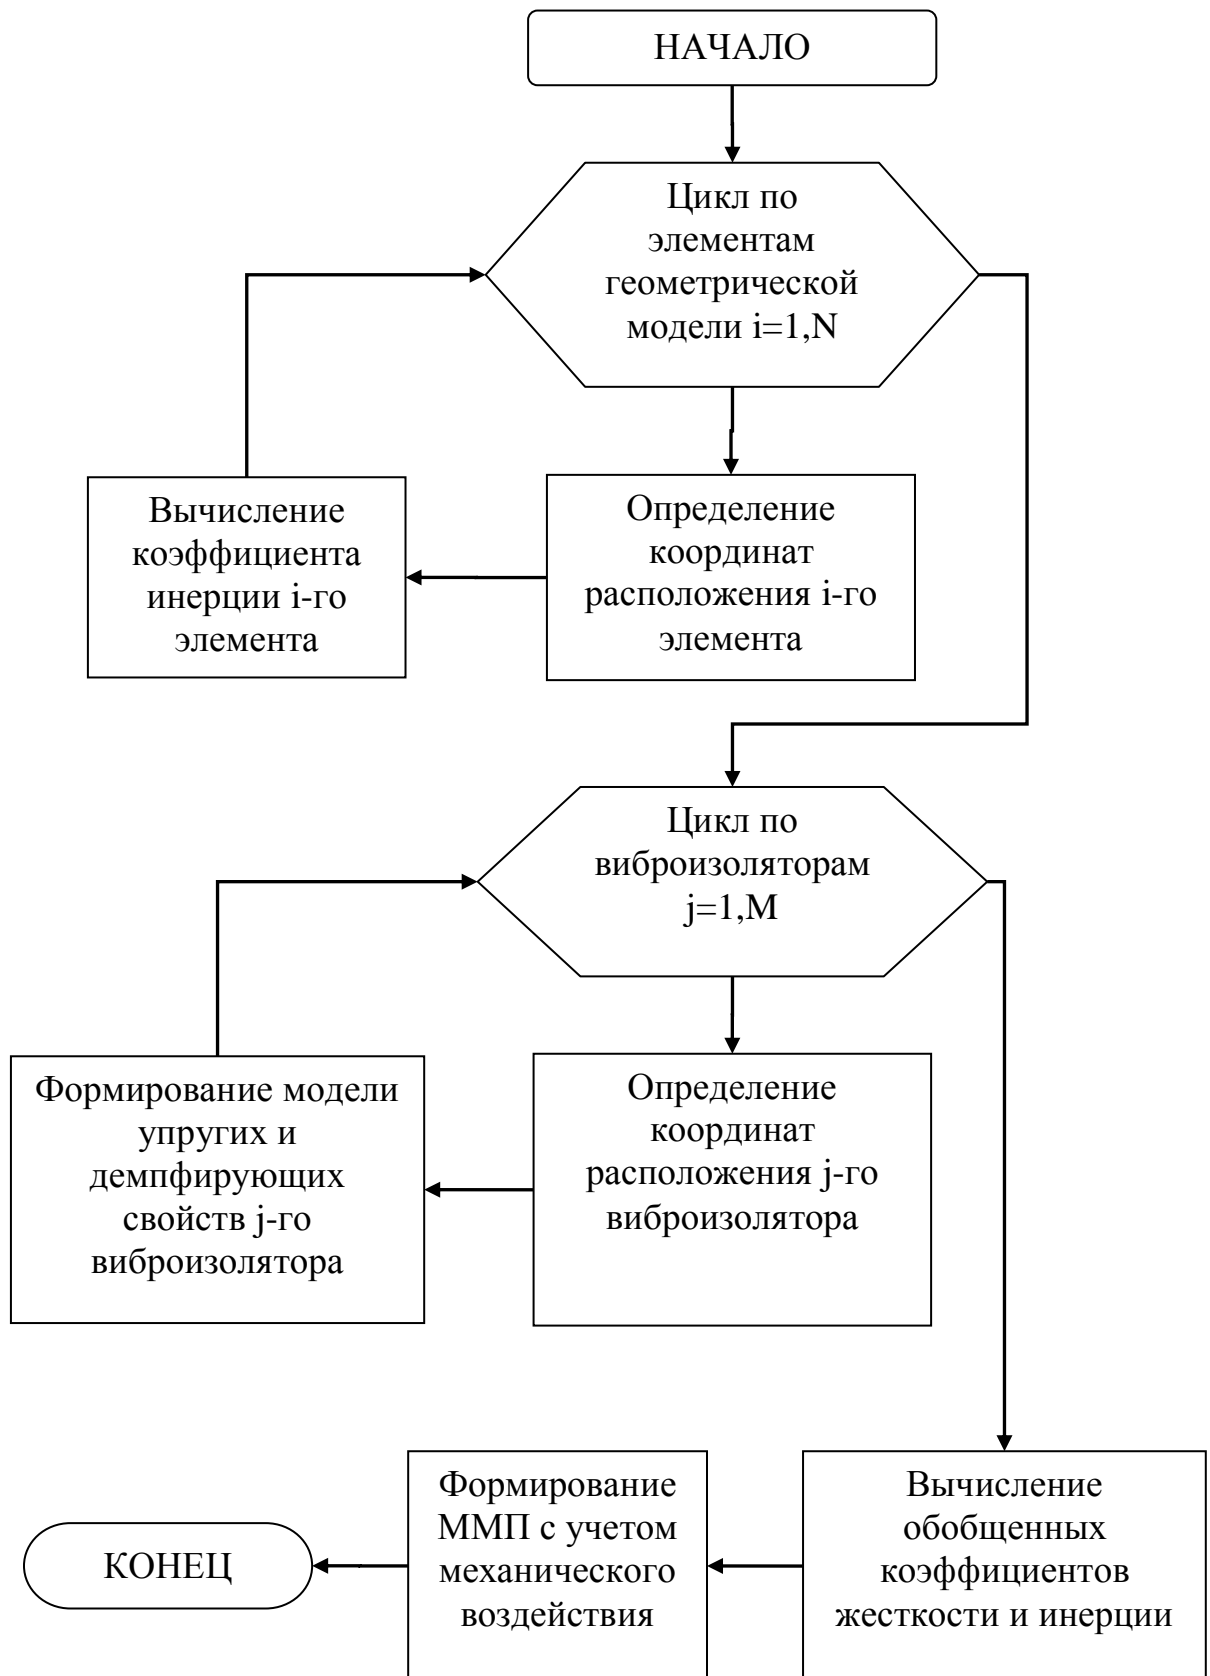 НАЧАЛО
Цикл по
элементам
геометрической
модели i=1,N
Вычисление
коэффициента
инерции i-го
элемента
Определение
координат
расположения i-го
элемента
Цикл по
виброизоляторам
j=1,M
Формирование модели
упругих и
демпфирующих
свойств j-го
виброизолятора
Определение
координат
расположения j-го
виброизолятора
КОНЕЦ
Формирование
ММП с учетом
механического
воздействия
Вычисление
обобщенных
коэффициентов
жесткости и инерции